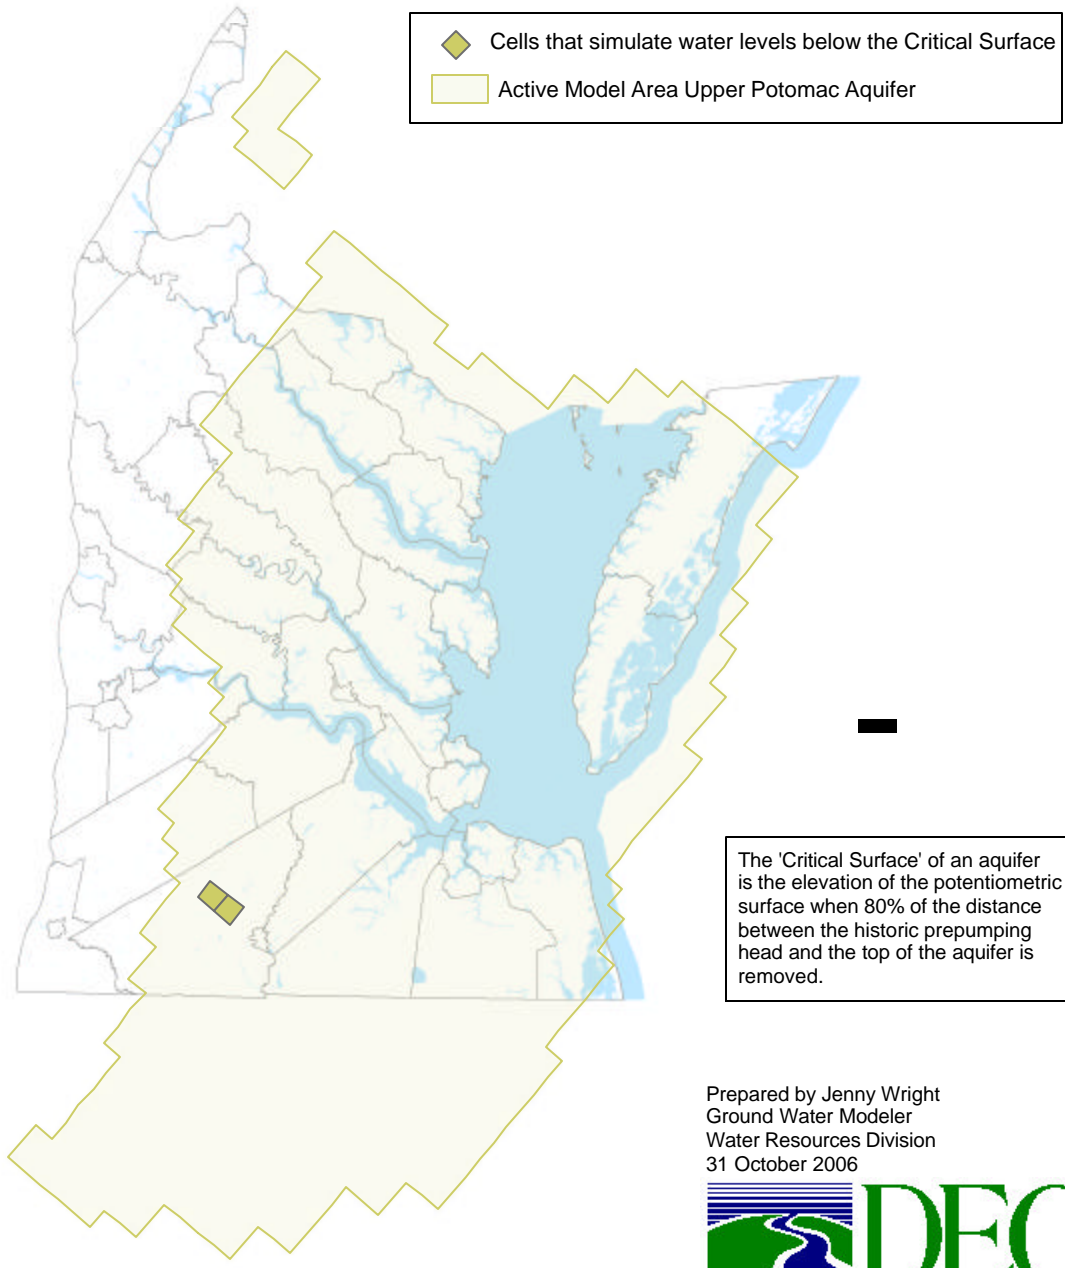 Cells that simulate water levels below the Critical Surface
Active Model Area Upper Potomac Aquifer
The 'Critical Surface' of an aquifer
is the elevation of the potentiometric
surface when 80% of the distance
between the historic prepumping
head and the top of the aquifer is
removed.
Prepared by Jenny Wright
Ground Water Modeler
Water Resources Division
31 October 2006
DEQ